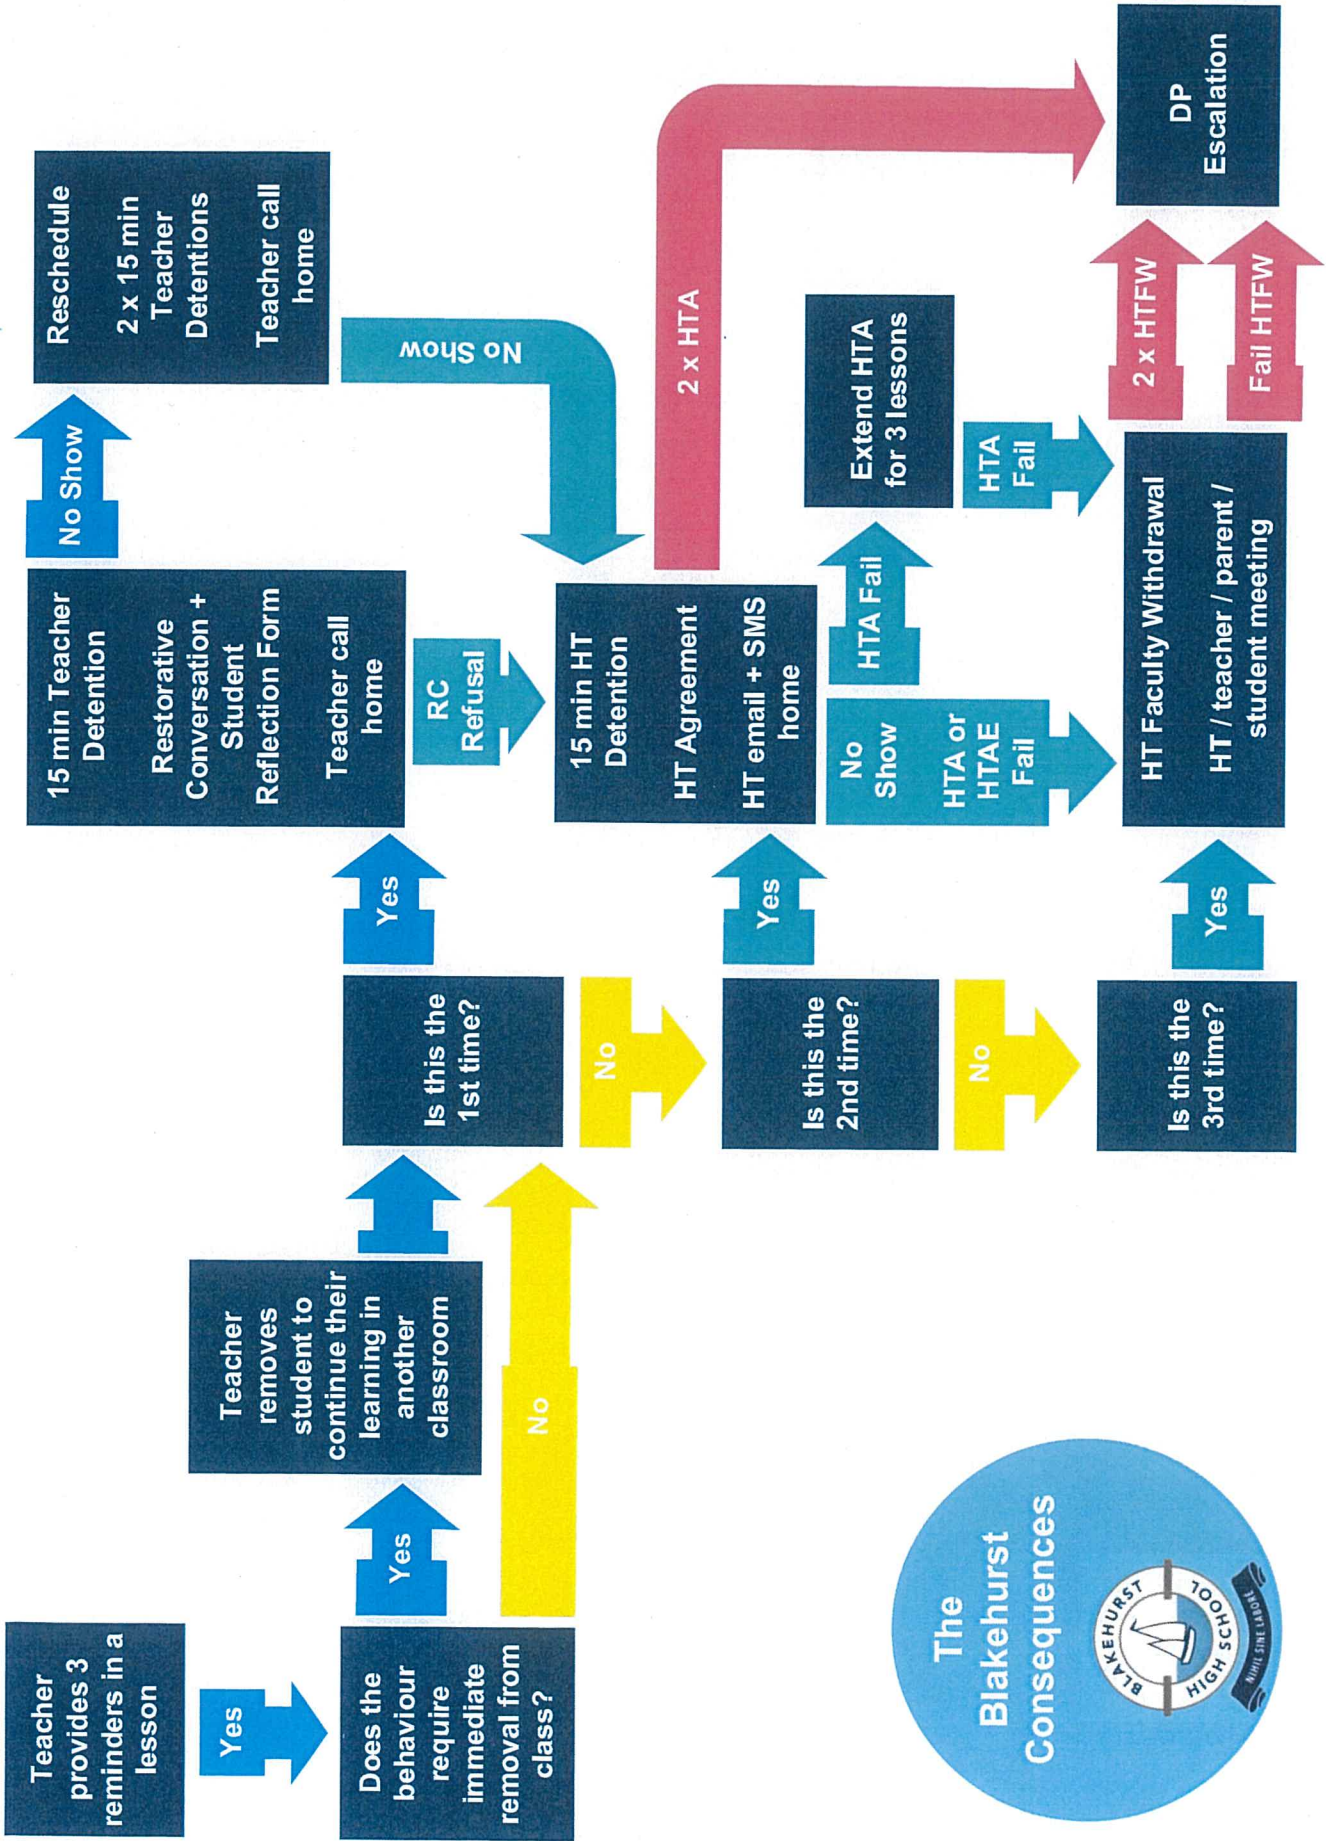 Teacher
provides 3
reminders in a
lesson
Yes
Does the
behaviour
require
immediate
removal from
class?
Yes
No
Teacher
removes
student to
continue their
learning in
another
classroom
Is this the
1st time?
Yes
No
15 min Teacher
Detention
Restorative
Conversation +
Student
Reflection Form
Teacher call
home
No Show
Reschedule
2 x 15 min
Teacher
Detentions
Teacher call
home
No Show
RC
Refusal
Is this the
2nd time?
Yes
No
15 min HT
Detention
HT Agreement
HT email + SMS
home
2 x HTA
HTA Fail
Extend HTA
for 3 lessons
HTA
Fail
No
Show
HTA or
HTAE
Fail
Is this the
3rd time?
Yes
HT Faculty Withdrawal
HT / teacher / parent /
student meeting
2 x HTFW
Fail HTFW
DP
Escalation
The
Blakehurst
Consequences
BLAKEHURST
HIGH SCHOOL
NIHIL SINE LABORE